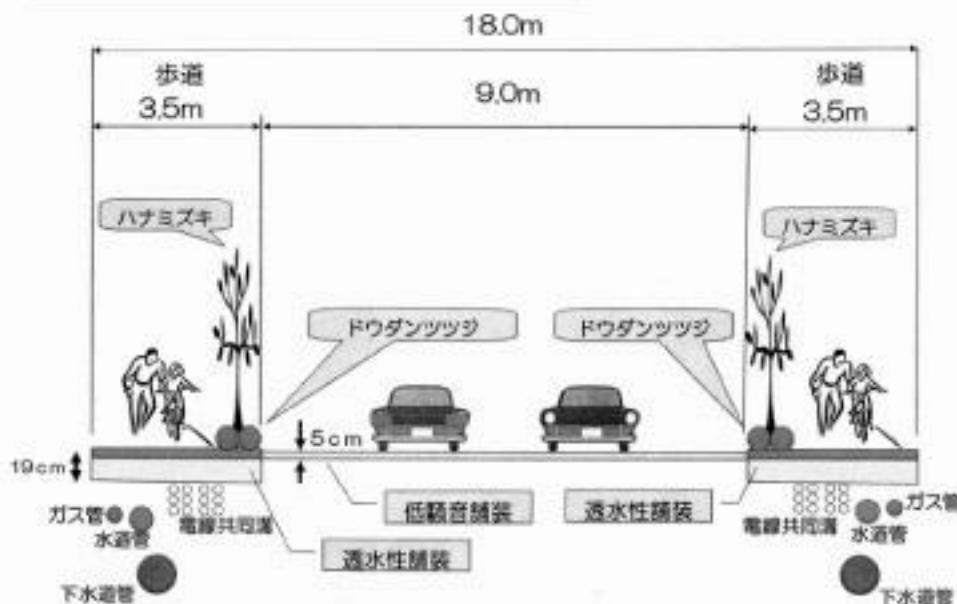 18.0m
歩道
3.5m
9.0m
歩道
3.5m
ハナミズキ
ハナミズキ
ドウダンツツジ
ドウダンツツジ
5cm
19cm
ガス管
水道管
電線共同溝
低騒音舗装
透水性舗装
電線共同溝
水道管
ガス管
透水性舗装
下水道管
下水道管